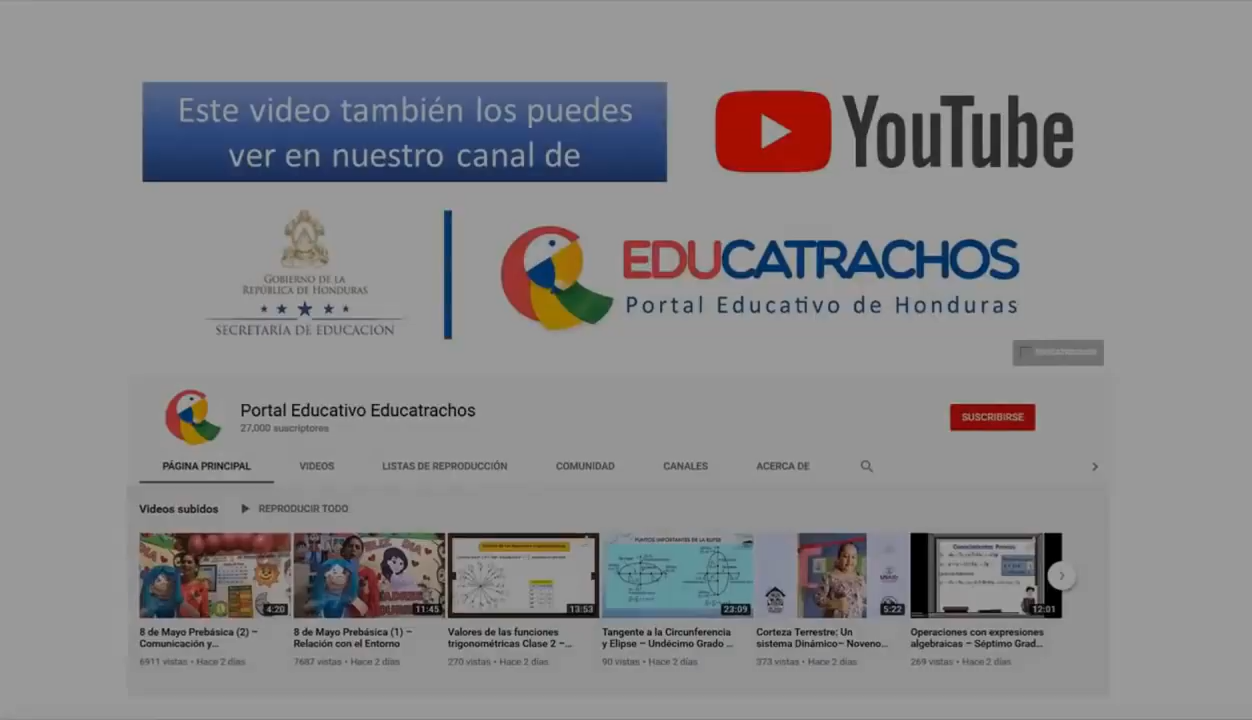 Este video también los puedes
ver en nuestro canal de
YouTube
GOBIERNO DE LA
REPÚBLICA DE HONDURAS
SECRETARÍA DE EDUCACIÓN
EDUCATRACHOS
Portal Educativo de Honduras
Portal Educativo Educatrachos
27,000 suscriptores
SUSCRIBIRSE
PÁGINA PRINCIPAL VIDEOS LISTAS DE REPRODUCCIÓN COMUNIDAD CANALES ACERCA DE
Videos subidos REPRODUCIR TODO
PUNTOS IMPORTANTES DE LA ELIPSE
4:20 11:45 13:53 23:09 5:22 12:01
8 de Mayo Prebásica (2) –
Comunicación y...
6911 vistas • Hace 2 días
8 de Mayo Prebásica (1) –
Relación con el Entorno
7687 vistas • Hace 2 días
Valores de las funciones
trigonométricas Clase 2 –...
270 vistas • Hace 2 días
Tangente a la Circunferencia
y Elipse – Undécimo Grado ...
90 vistas • Hace 2 días
Corteza Terrestre: Un
sistema Dinámico– Noveno...
373 vistas • Hace 2 días
Operaciones con expresiones
algebraicas – Séptimo Grad...
269 vistas • Hace 2 días